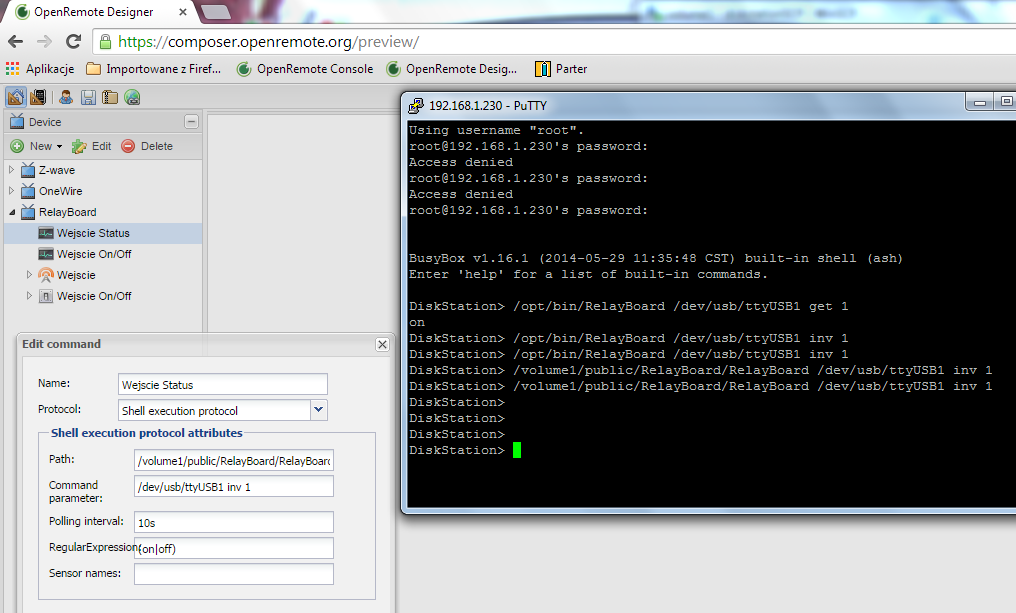 OpenRemote Designer
https://composer.openremote.org/preview/
Aplikacje
Importowane z Firef...
OpenRemote Console
OpenRemote Desig...
Parter
Device
New
Edit
Delete
Z-wave
OneWire
RelayBoard
Wejscie Status
Wejscie On/Off
Wejscie
Wejscie On/Off
Edit command
Name:
Wejscie Status
Protocol:
Shell execution protocol
Shell execution protocol attributes
Path:
/volume1/public/RelayBoard/RelayBoard
Command
parameter:
/dev/usb/ttyUSB1 inv 1
Polling interval:
10s
RegularExpression:
(on|off)
Sensor names:
192.168.1.230 - PuTTY
Using username "root".
root@192.168.1.230's password:
Access denied
root@192.168.1.230's password:
Access denied
root@192.168.1.230's password:
BusyBox v1.16.1 (2014-05-29 11:35:48 CST) built-in shell (ash)
Enter 'help' for a list of built-in commands.
DiskStation> /opt/bin/RelayBoard /dev/usb/ttyUSB1 get 1
on
DiskStation> /opt/bin/RelayBoard /dev/usb/ttyUSB1 inv 1
DiskStation> /opt/bin/RelayBoard /dev/usb/ttyUSB1 inv 1
DiskStation> /volume1/public/RelayBoard/RelayBoard /dev/usb/ttyUSB1 inv 1
DiskStation> /volume1/public/RelayBoard/RelayBoard /dev/usb/ttyUSB1 inv 1
DiskStation>
DiskStation>
DiskStation>
DiskStation>